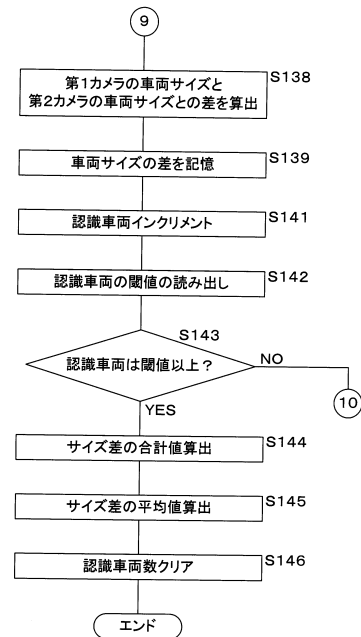 9
第1カメラの車両サイズと
第2カメラの車両サイズとの差を算出
S138
車両サイズの差を記憶
S139
認識車両インクリメント
S141
認識車両の閾値の読み出し
S142
S143
認識車両は閾値以上？
NO
10
YES
サイズ差の合計値算出
S144
サイズ差の平均値算出
S145
認識車両数クリア
S146
エンド